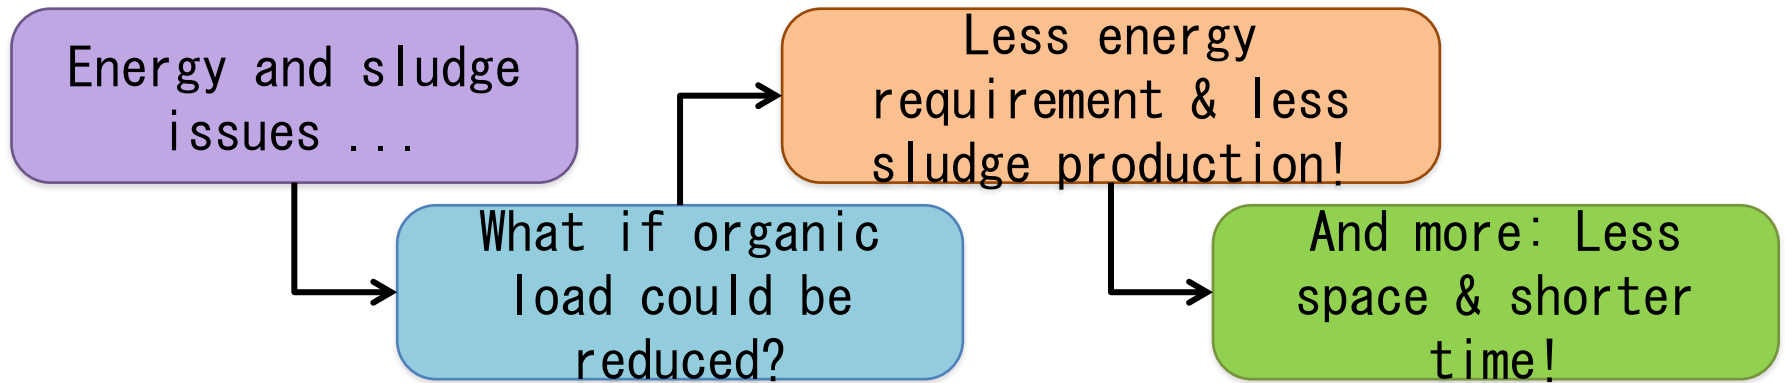 Energy and sludge
issues ...
What if organic
load could be
reduced?
Less energy
requirement & less
sludge production!
And more: Less
space & shorter
time!